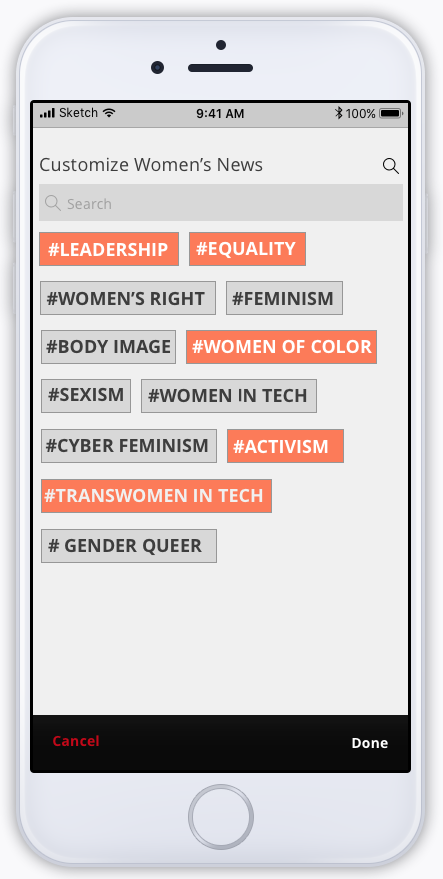 Sketch 9:41 AM 100%
Customize Women’s News
Search
#LEADERSHIP #EQUALITY
#WOMEN’S RIGHT #FEMINISM
#BODY IMAGE #WOMEN OF COLOR
#SEXISM #WOMEN IN TECH
#CYBER FEMINISM #ACTIVISM
#TRANSWOMEN IN TECH
# GENDER QUEER
Cancel Done